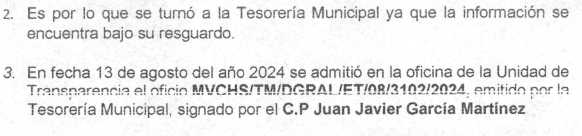 2. Es por lo que se turnó a la Tesorería Municipal ya que la información se
encuentra bajo su resguardo.
3. En fecha 13 de agosto del año 2024 se admitió en la oficina de la Unidad de
Transparencia el oficio MVCHS/TM/DGRAL/ET/08/3102/2024, emitido por la
Tesorería Municipal, signado por el C.P Juan Javier García Martínez